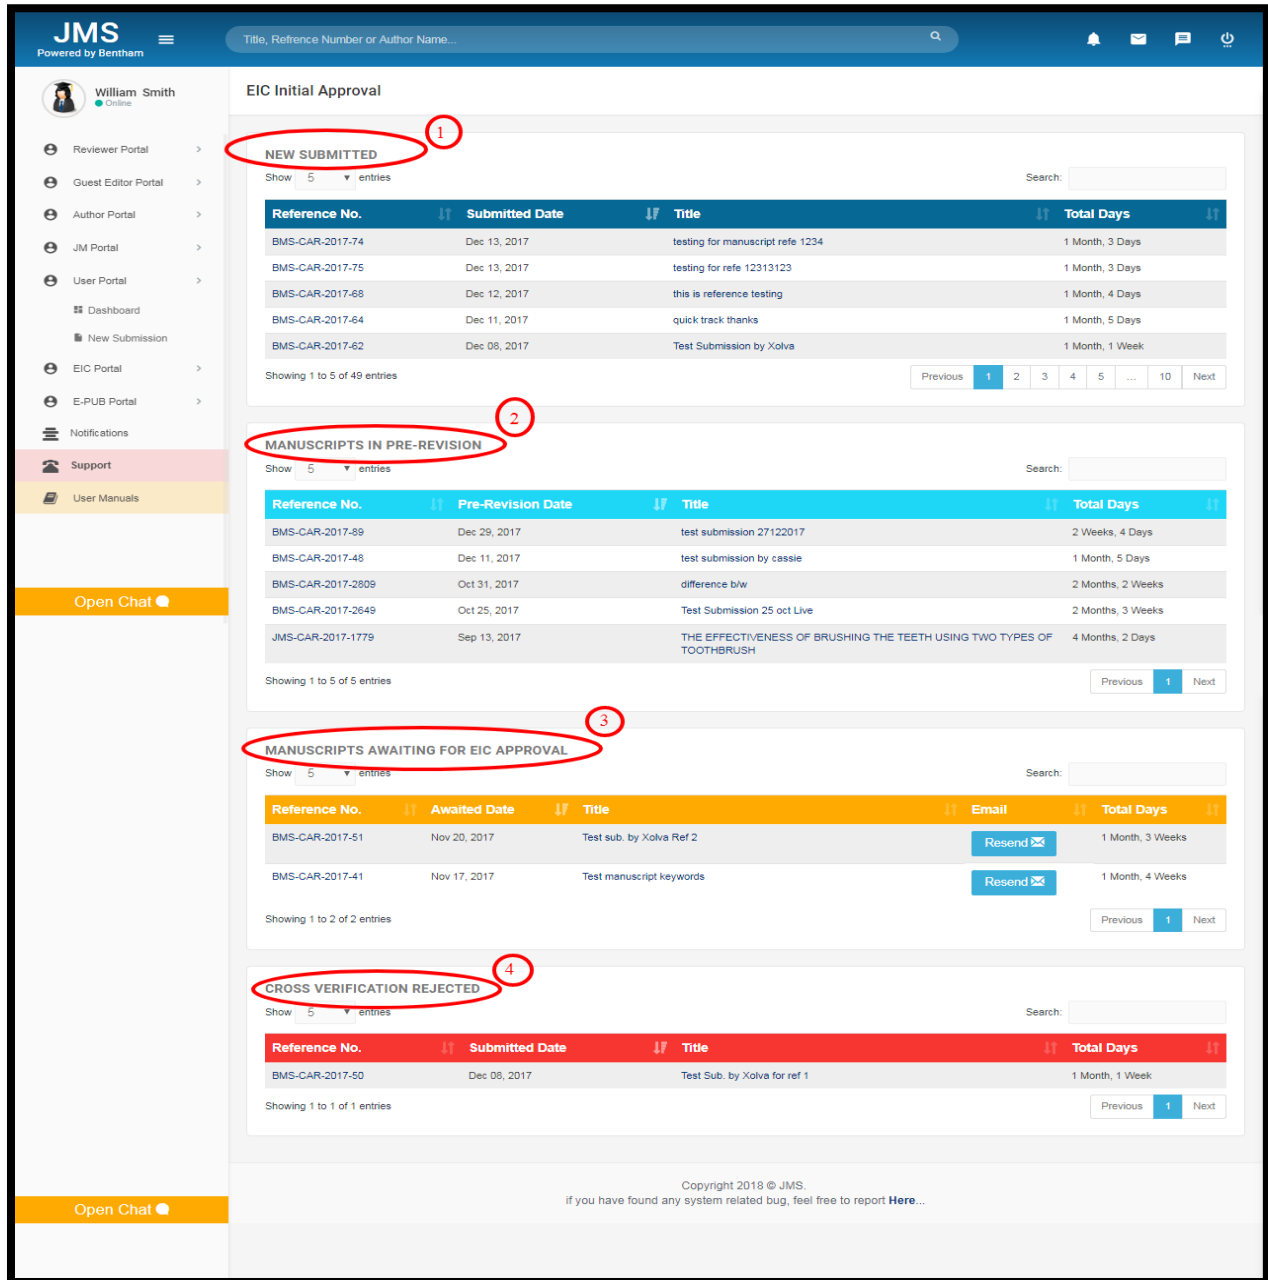 JMS
Powered by Bentham
Title, Refrence Number or Author Name...
William Smith
Online
Reviewer Portal
Guest Editor Portal
Author Portal
JM Portal
User Portal
Dashboard
New Submission
EIC Portal
E-PUB Portal
Notifications
Support
User Manuals
Open Chat
Open Chat
EIC Initial Approval
1
NEW SUBMITTED
Show 5 entries Search:
Reference No. Submitted Date Title Total Days
BMS-CAR-2017-74 Dec 13, 2017 testing for manuscript refe 1234 1 Month, 3 Days
BMS-CAR-2017-75 Dec 13, 2017 testing for refe 12313123 1 Month, 3 Days
BMS-CAR-2017-68 Dec 12, 2017 this is reference testing 1 Month, 4 Days
BMS-CAR-2017-64 Dec 11, 2017 quick track thanks 1 Month, 5 Days
BMS-CAR-2017-62 Dec 08, 2017 Test Submission by Xolva 1 Month, 1 Week
Showing 1 to 5 of 49 entries Previous 1 2 3 4 5 ... 10 Next
2
MANUSCRIPTS IN PRE-REVISION
Show 5 entries Search:
Reference No. Pre-Revision Date Title Total Days
BMS-CAR-2017-89 Dec 29, 2017 test submission 27122017 2 Weeks, 4 Days
BMS-CAR-2017-48 Dec 11, 2017 test submission by cassie 1 Month, 5 Days
BMS-CAR-2017-2809 Oct 31, 2017 difference b/w 2 Months, 2 Weeks
BMS-CAR-2017-2649 Oct 25, 2017 Test Submission 25 oct Live 2 Months, 3 Weeks
JMS-CAR-2017-1779 Sep 13, 2017 THE EFFECTIVENESS OF BRUSHING THE TEETH USING TWO TYPES OF 4 Months, 2 Days
TOOTHBRUSH
Showing 1 to 5 of 5 entries Previous 1 Next
3
MANUSCRIPTS AWAITING FOR EIC APPROVAL
Show 5 entries Search:
Reference No. Awaited Date Title Email Total Days
BMS-CAR-2017-51 Nov 20, 2017 Test sub. by Xolva Ref 2 Resend 1 Month, 3 Weeks
BMS-CAR-2017-41 Nov 17, 2017 Test manuscript keywords Resend 1 Month, 4 Weeks
Showing 1 to 2 of 2 entries Previous 1 Next
4
CROSS VERIFICATION REJECTED
Show 5 entries Search:
Reference No. Submitted Date Title Total Days
BMS-CAR-2017-50 Dec 08, 2017 Test Sub. by Xolva for ref 1 1 Month, 1 Week
Showing 1 to 1 of 1 entries Previous 1 Next
Copyright 2018 © JMS.
if you have found any system related bug, feel free to report Here...